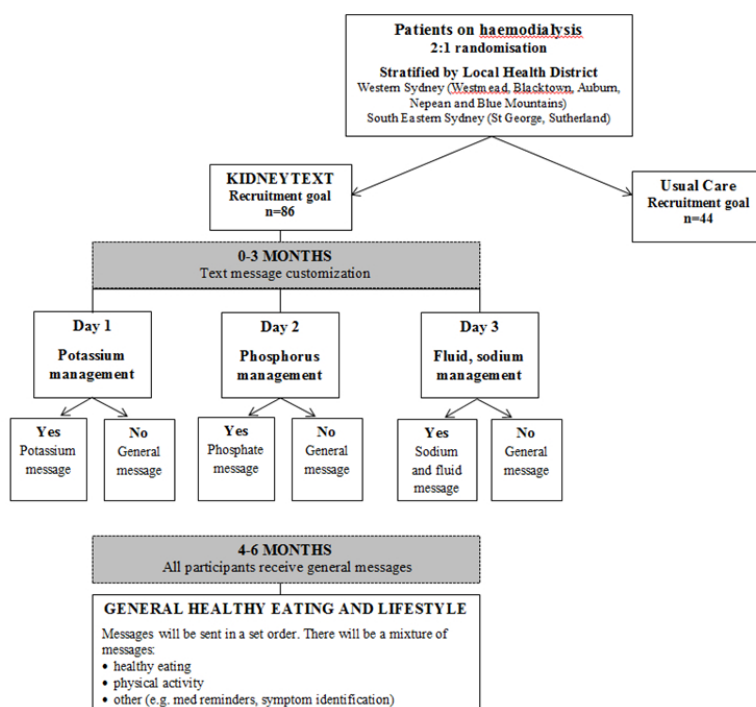 Patients on haemodialysis
2:1 randomisation
Stratified by Local Health District
Western Sydney (Westmead, Blacktown, Auburn,
Nepean and Blue Mountains)
South Eastern Sydney (St George, Sutherland)
KIDNEYTEXT
Recruitment goal
n=86
Usual Care
Recruitment goal
n=44
0-3 MONTHS
Text message customization
Day 1
Potassium
management
Day 2
Phosphorus
management
Day 3
Fluid, sodium
management
Yes
Potassium
message
No
General
message
Yes
Phosphate
message
No
General
message
Yes
Sodium
and fluid
message
No
General
message
4-6 MONTHS
All participants receive general messages
GENERAL HEALTHY EATING AND LIFESTYLE
Messages will be sent in a set order. There will be a mixture of
messages:
• healthy eating
• physical activity
• other (e.g. med reminders, symptom identification)